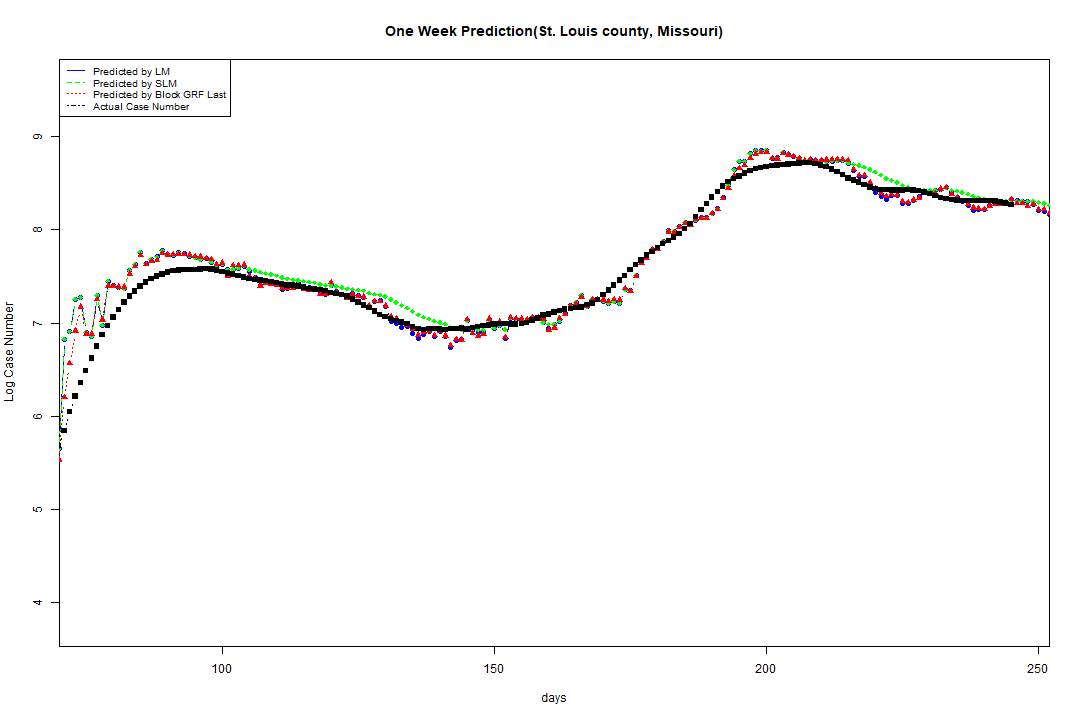 One Week Prediction(St. Louis county, Missouri)
Predicted by LM
Predicted by SLM
Predicted by Block GRF Last
Actual Case Number
9
8
7
6
5
4
Log Case Number
100 150 200 250
days